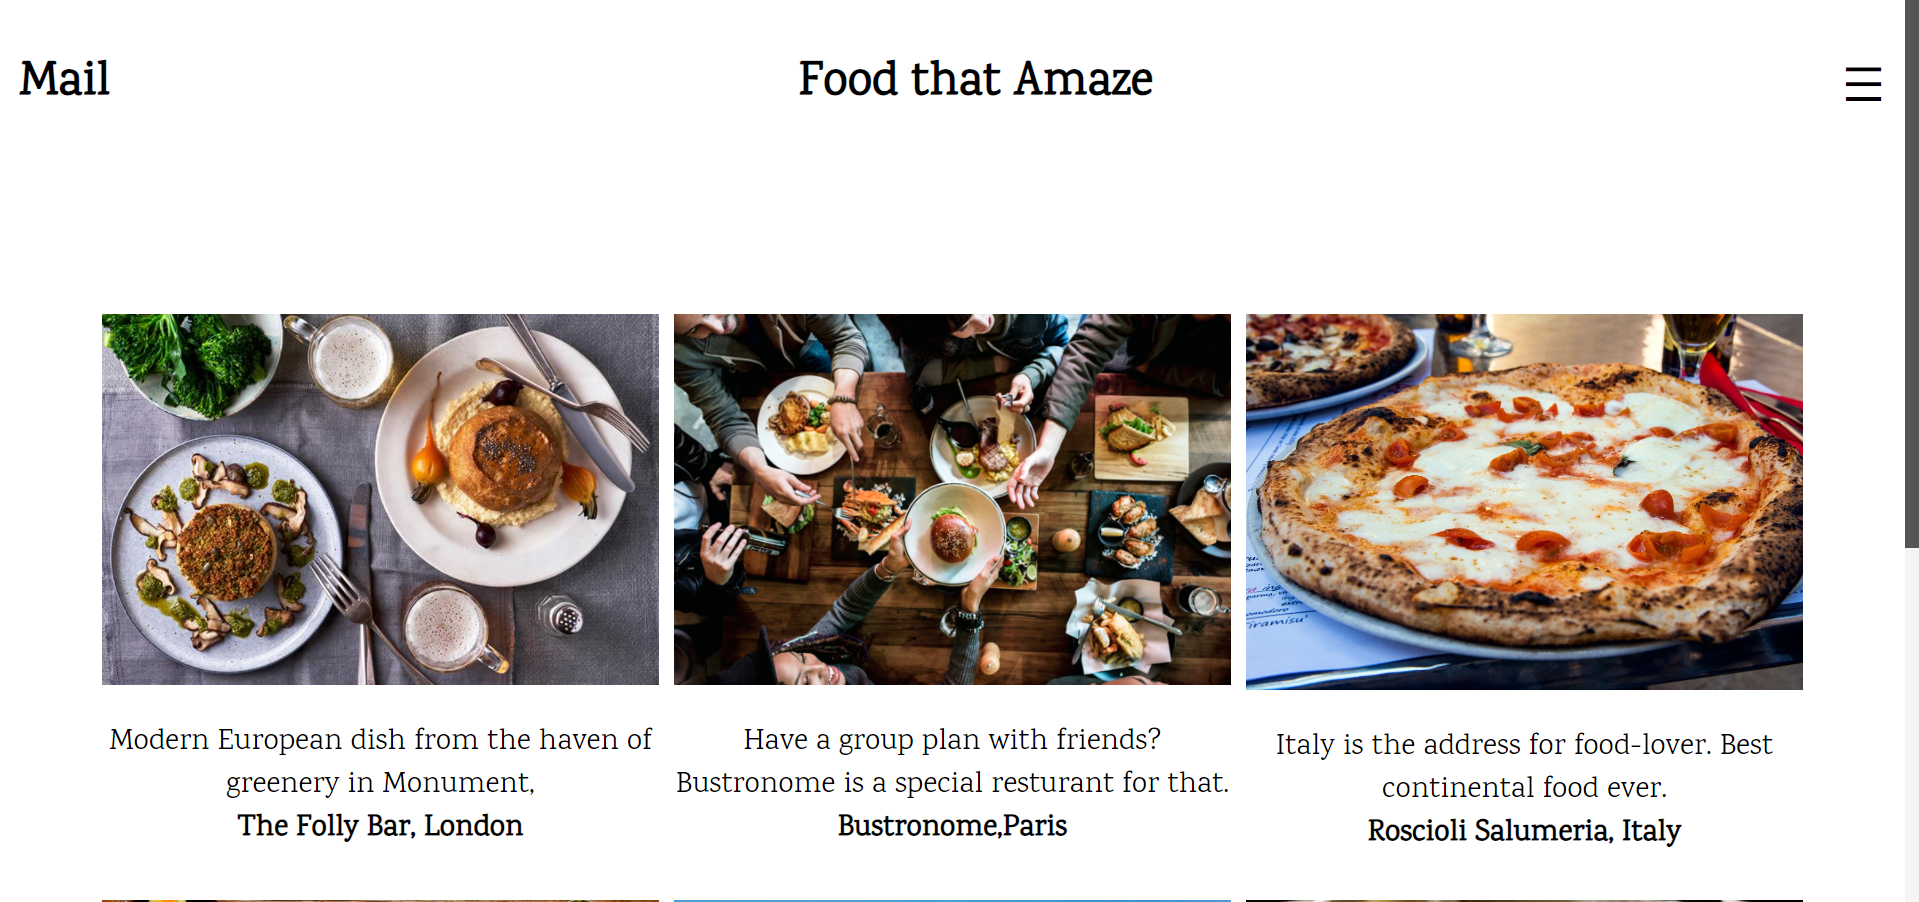 Mail
Food that Amaze
Modern European dish from the haven of
greenery in Monument,
The Folly Bar, London
Have a group plan with friends?
Bustronome is a special resturant for that.
Bustronome,Paris
Italy is the address for food-lover. Best
continental food ever.
Roscioli Salumeria, Italy
iramisu'